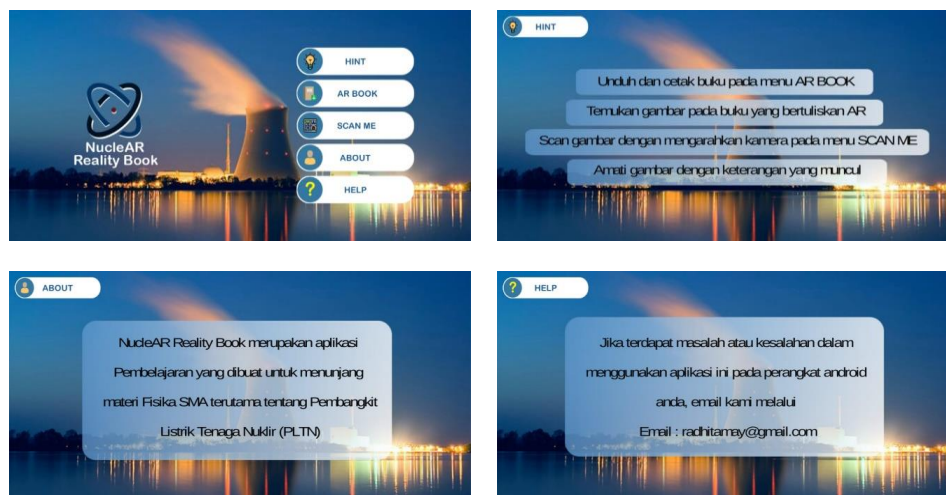 NucleAR
Reality Book
HINT
AR BOOK
SCAN ME
ABOUT
HELP
HINT
Unduh dan cetak buku pada menu AR BOOK
Temukan gambar pada buku yang bertuliskan AR
Scan gambar dengan mengarahkan kamera pada menu SCAN ME
Amati gambar dengan keterangan yang muncul
ABOUT
NucleAR Reality Book merupakan aplikasi
Pembelajaran yang dibuat untuk menunjang
materi Fisika SMA terutama tentang Pembangkit
Listrik Tenaga Nuklir (PLTN)
HELP
Jika terdapat masalah atau kesalahan dalam
menggunakan aplikasi ini pada perangkat android
anda, email kami melalui
Email : radhitamay@gmail.com